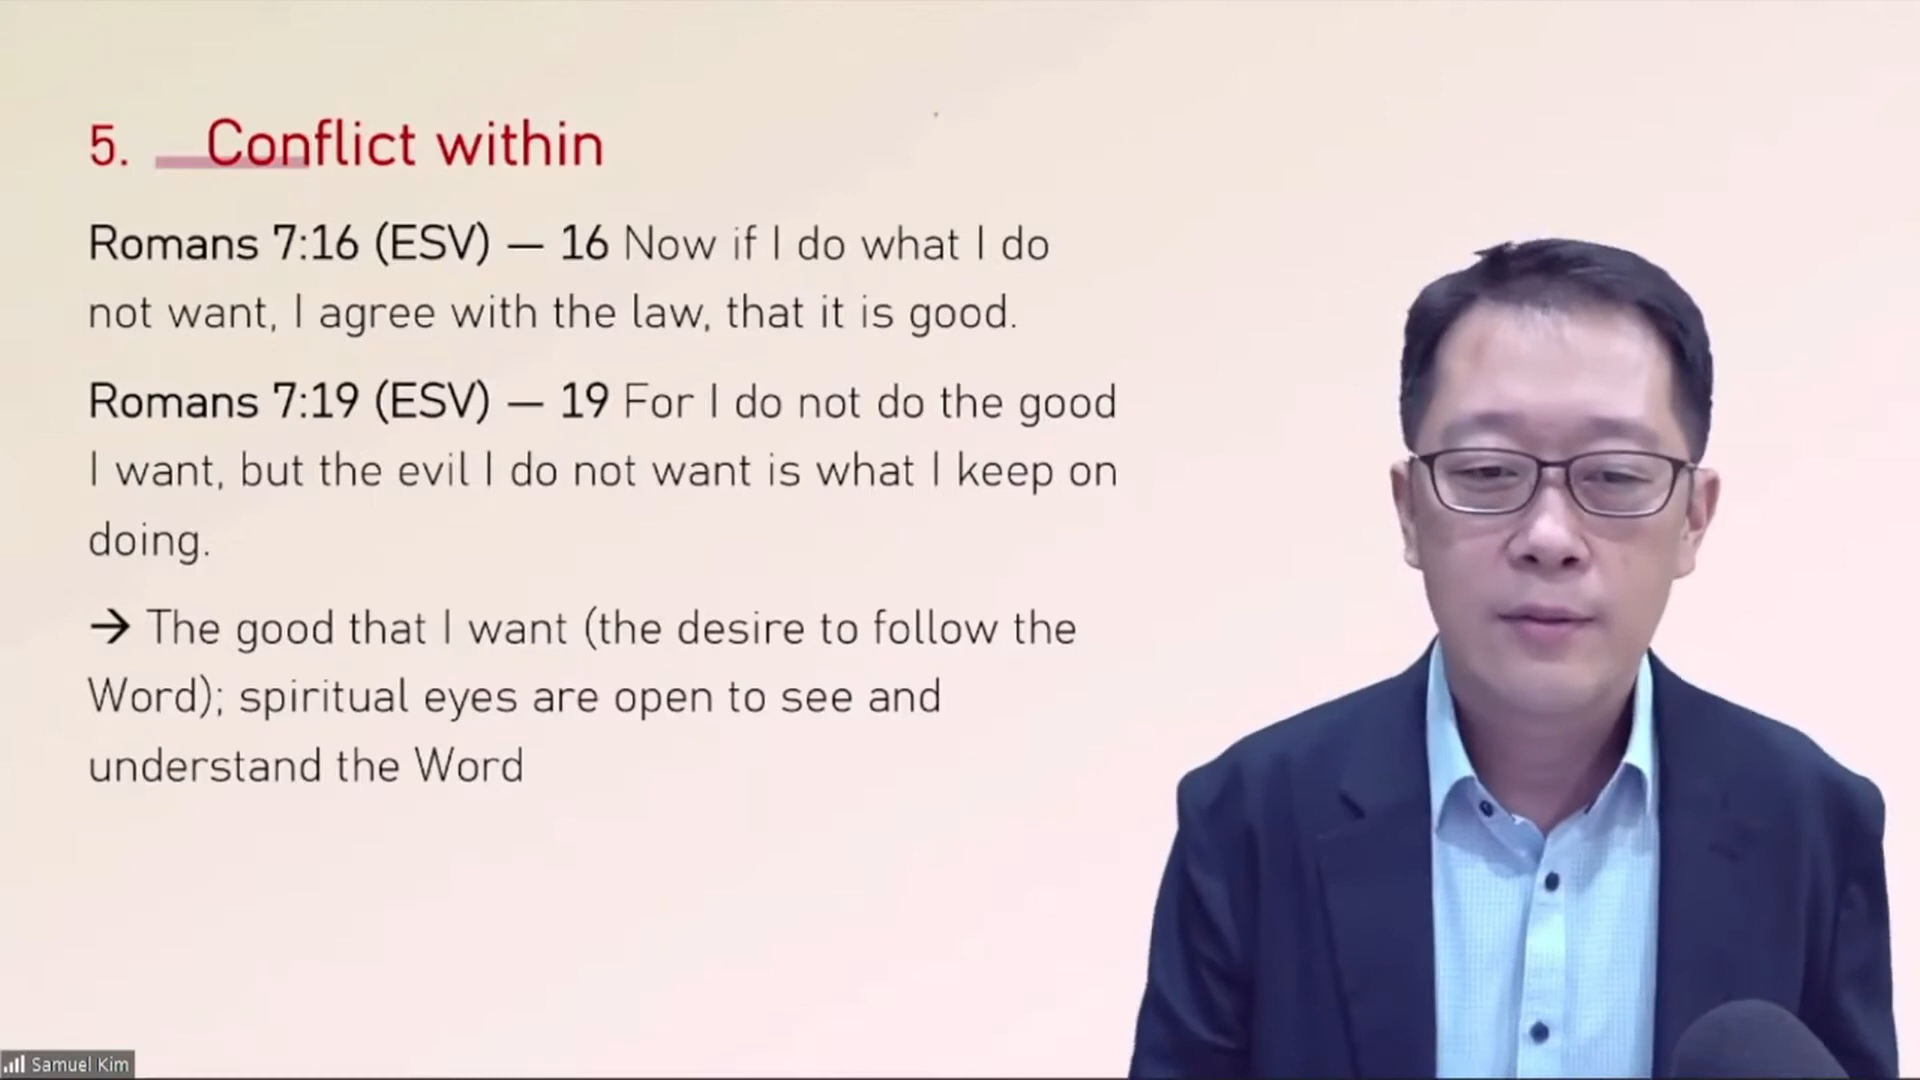 5. Conflict within
Romans 7:16 (ESV) — 16 Now if I do what I do
not want, I agree with the law, that it is good.
Romans 7:19 (ESV) — 19 For I do not do the good
I want, but the evil I do not want is what I keep on
doing.
→ The good that I want (the desire to follow the
Word); spiritual eyes are open to see and
understand the Word
Samuel Kim